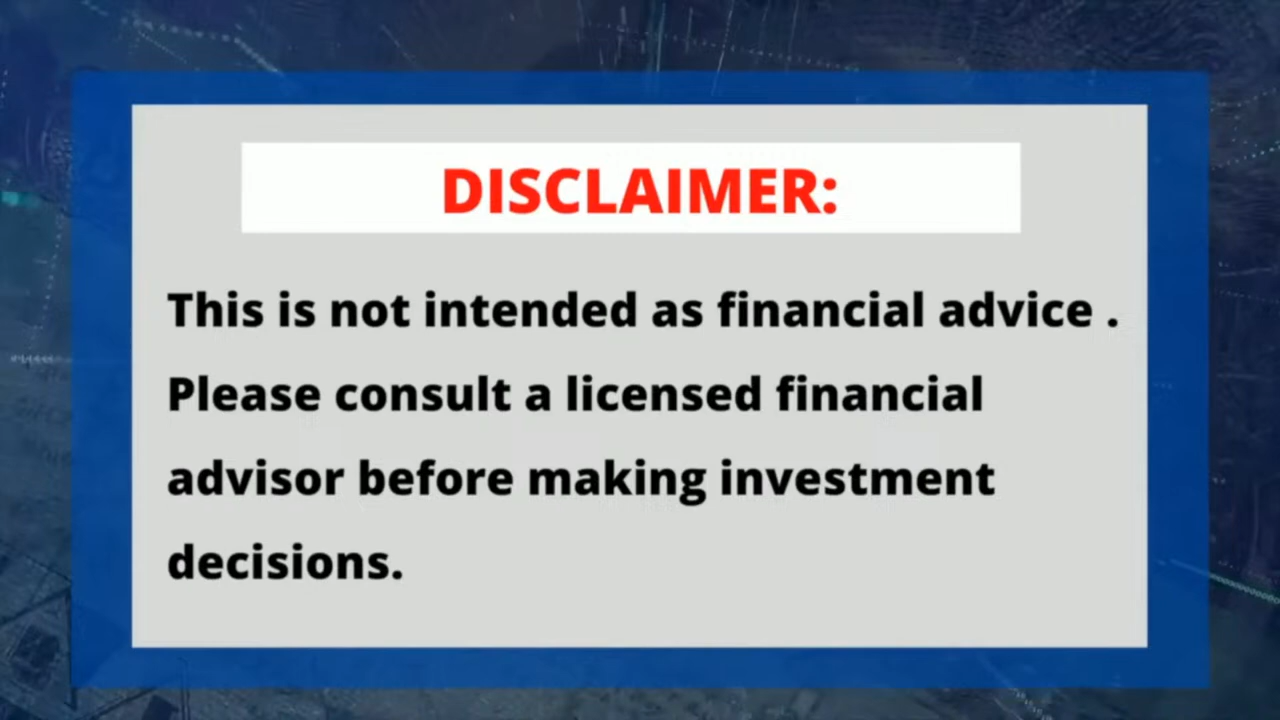 DISCLAIMER:
This is not intended as financial advice .
Please consult a licensed financial
advisor before making investment
decisions.